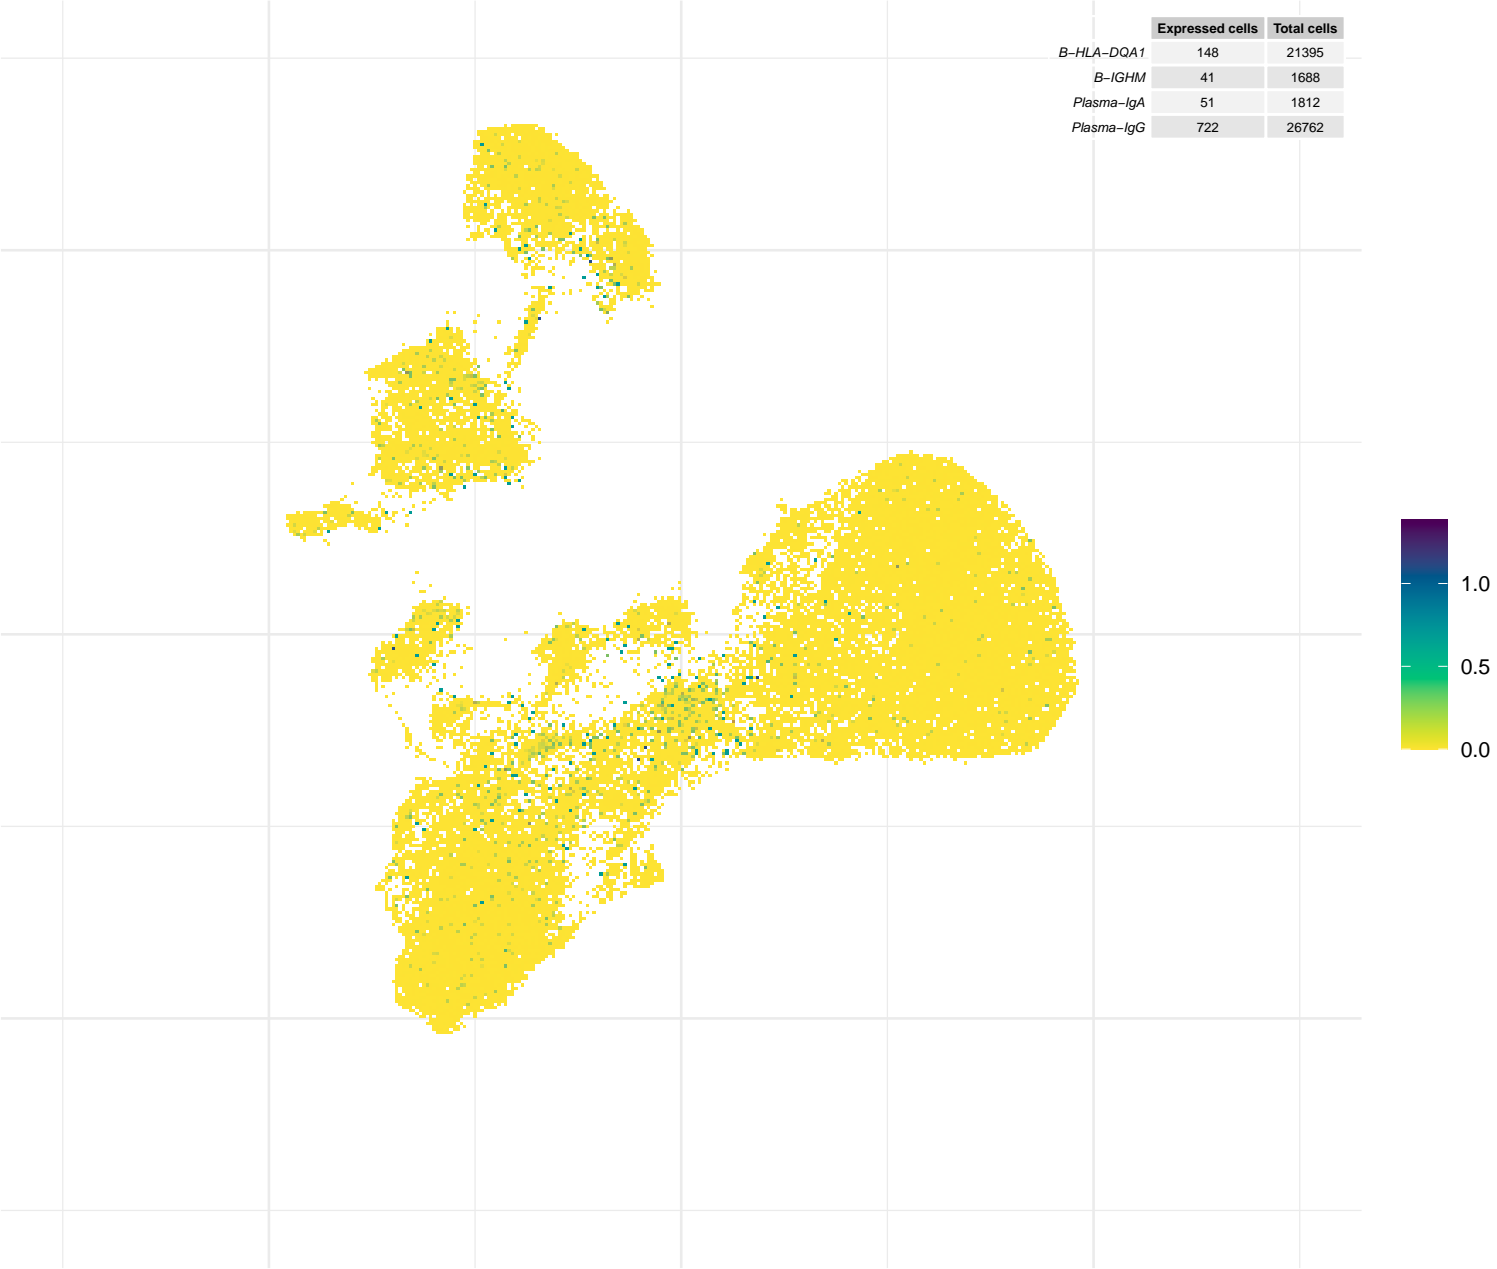 Expressed cells Total cells
B−HLA−DQA1 148 21395
B−IGHM 41 1688
Plasma−IgA 51 1812
Plasma−IgG 722 26762
1.0
0.5
0.0